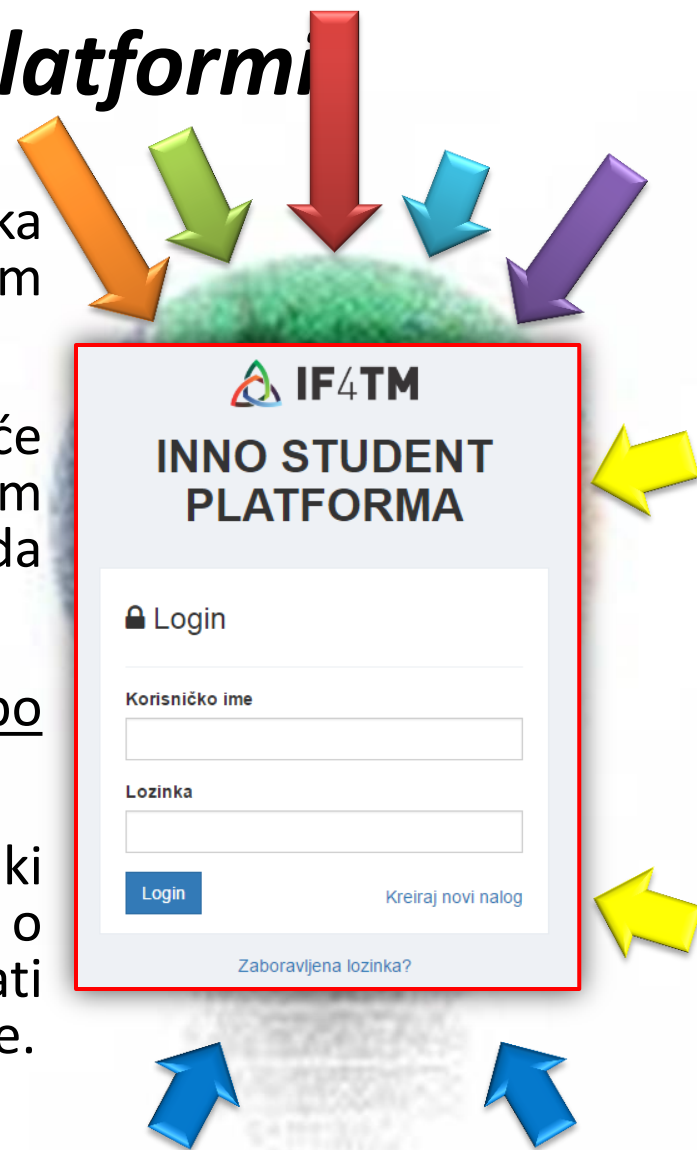 latformi
ka
m
će
m
da
po
ki
o
ati
e.
IF4TM
INNO STUDENT
PLATFORMA
Login
Korisničko ime
Lozinka
Login
Kreiraj novi nalog
Zaboravljena lozinka?